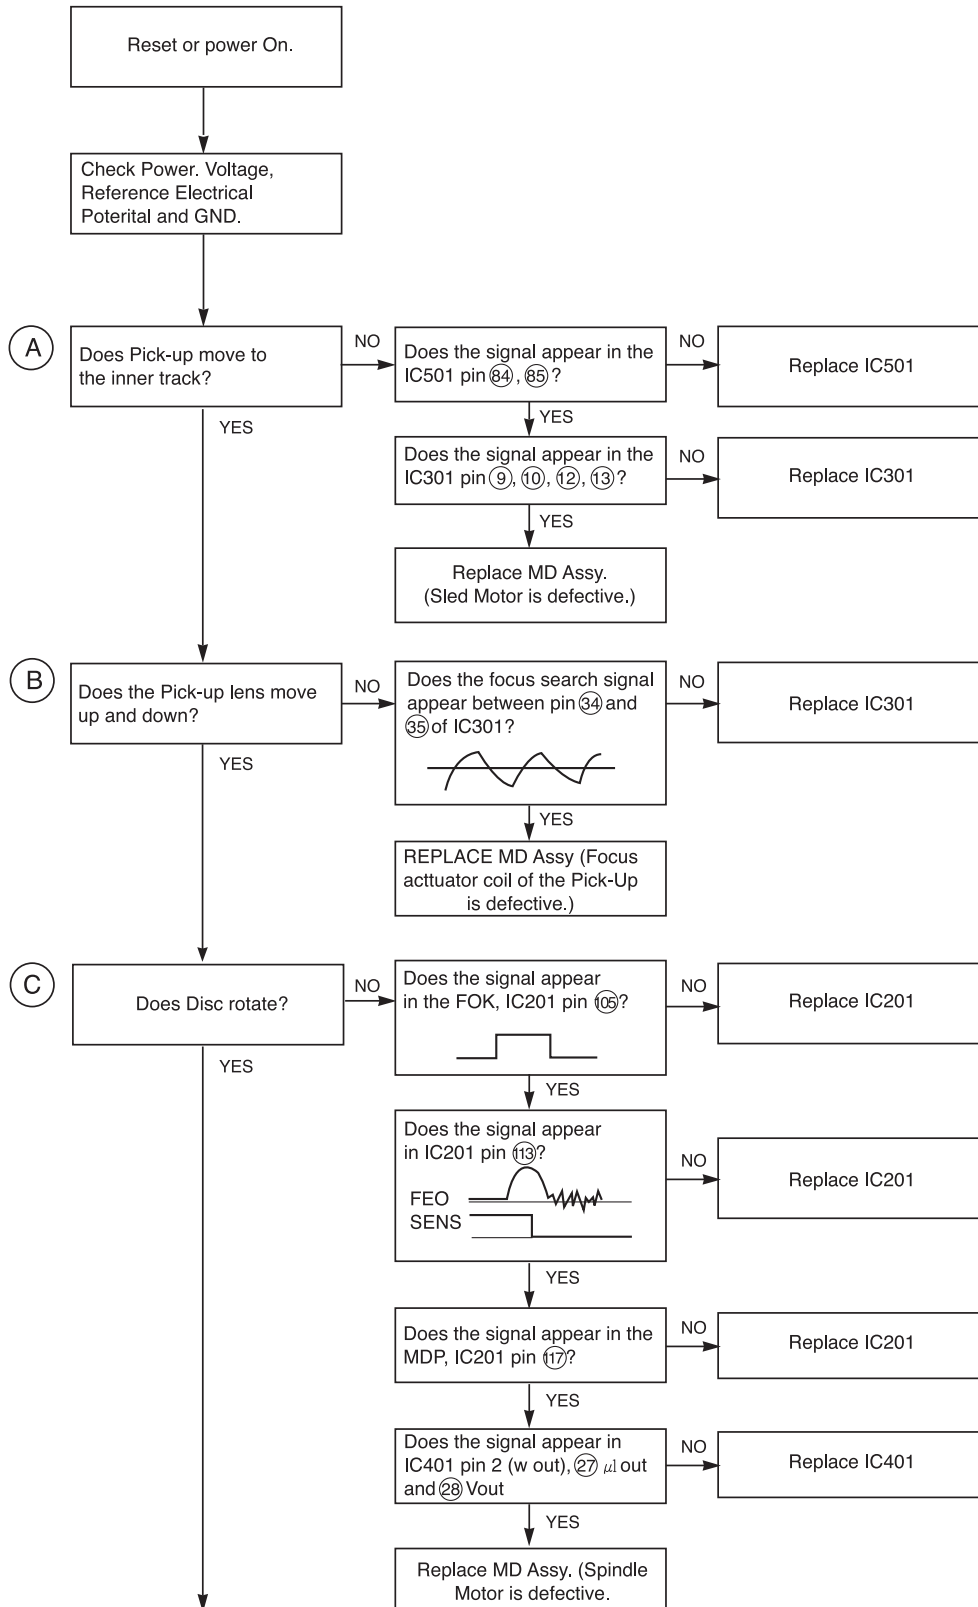 Reset or power On.
Check Power. Voltage,
Reference Electrical
Poterital and GND.
A
Does Pick-up move to
the inner track?
NO
YES
Does the signal appear in the
IC501 pin 84, 85?
NO
YES
Replace IC501
Does the signal appear in the
IC301 pin 9, 10, 12, 13?
NO
YES
Replace IC301
Replace MD Assy.
(Sled Motor is defective.)
B
Does the Pick-up lens move
up and down?
NO
YES
Does the focus search signal
appear between pin 34 and
35 of IC301?
NO
YES
Replace IC301
REPLACE MD Assy (Focus
acttuator coil of the Pick-Up
is defective.)
C
Does Disc rotate?
NO
YES
Does the signal appear
in the FOK, IC201 pin 105?
NO
YES
Replace IC201
Does the signal appear
in IC201 pin 113?
FEO
SENS
NO
YES
Replace IC201
Does the signal appear in the
MDP, IC201 pin 117?
NO
YES
Replace IC201
Does the signal appear in
IC401 pin 2 (w out), 27 μl out
and 28 Vout
NO
YES
Replace IC401
Replace MD Assy. (Spindle
Motor is defective.